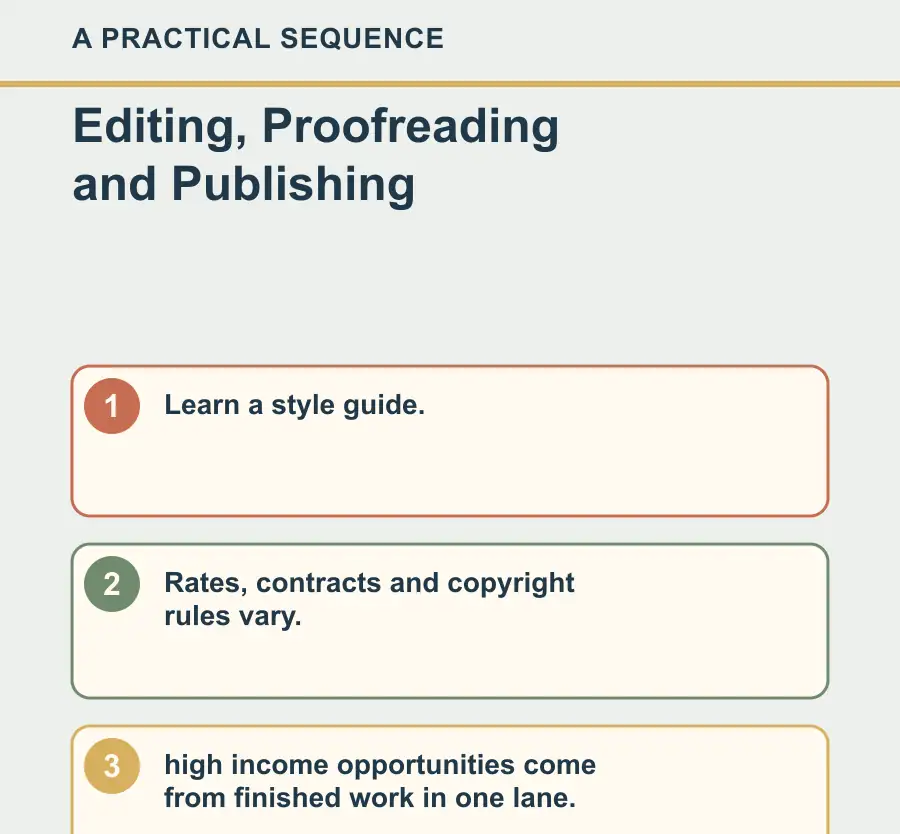 A PRACTICAL SEQUENCE
Editing, Proofreading
and Publishing
1
Learn a style guide.
2
Rates, contracts and copyright
rules vary.
3
high income opportunities come
from finished work in one lane.